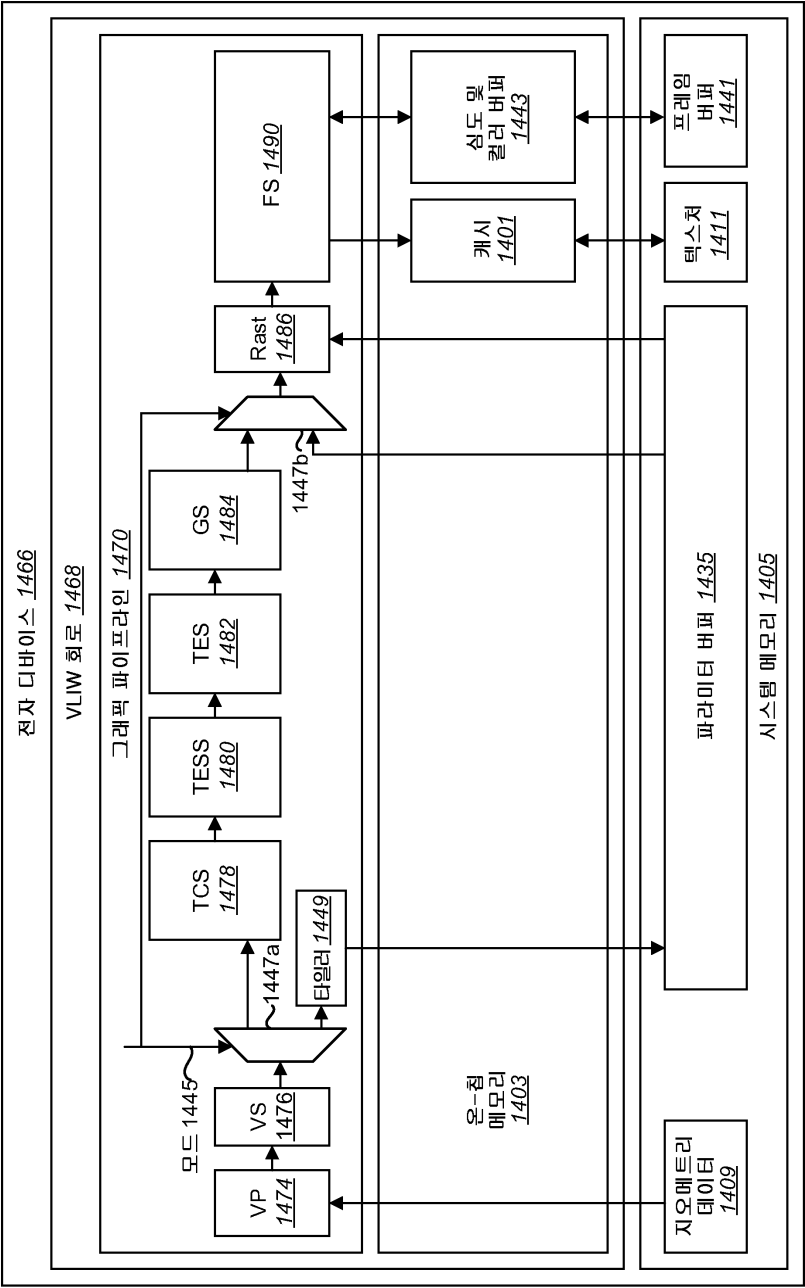 전자 디바이스 1466
VLIW 회로 1468
그래픽 파이프라인 1470
모드 1445
VP
1474
VS
1476
1447a
타일러 1449
TCS
1478
TESS
1480
TES
1482
GS
1484
1447b
Rast
1486
FS 1490
온-칩
메모리
1403
캐시
1401
심도 및
컬러 버퍼
1443
지오메트리
데이터
1409
파라미터 버퍼 1435
텍스처
1411
프레임
버퍼
1441
시스템 메모리 1405